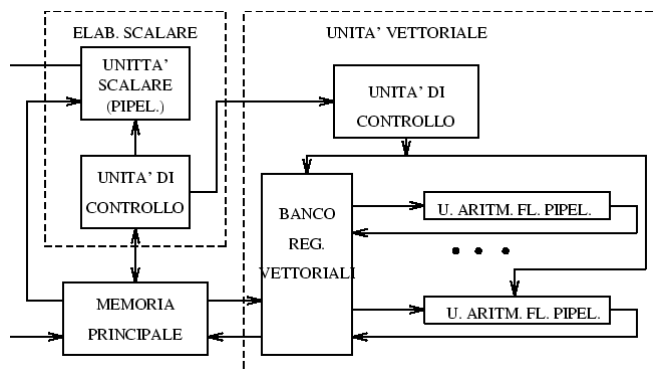 ELAB. SCALARE
UNITA' VETTORIALE
UNITTA'
SCALARE
(PIPEL.)
UNITA' DI
CONTROLLO
UNITA' DI
CONTROLLO
BANCO
REG.
VETTORIALI
U. ARITM. FL. PIPEL.
U. ARITM. FL. PIPEL.
MEMORIA
PRINCIPALE